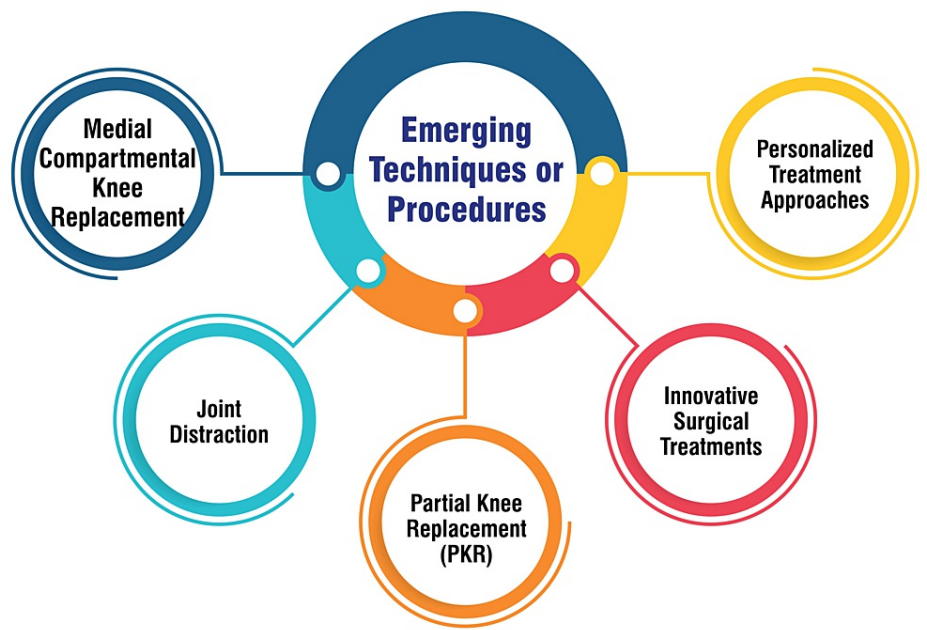 Emerging
Techniques or
Procedures
Medial
Compartmental
Knee
Replacement
Joint
Distraction
Partial Knee
Replacement
(PKR)
Innovative
Surgical
Treatments
Personalized
Treatment
Approaches